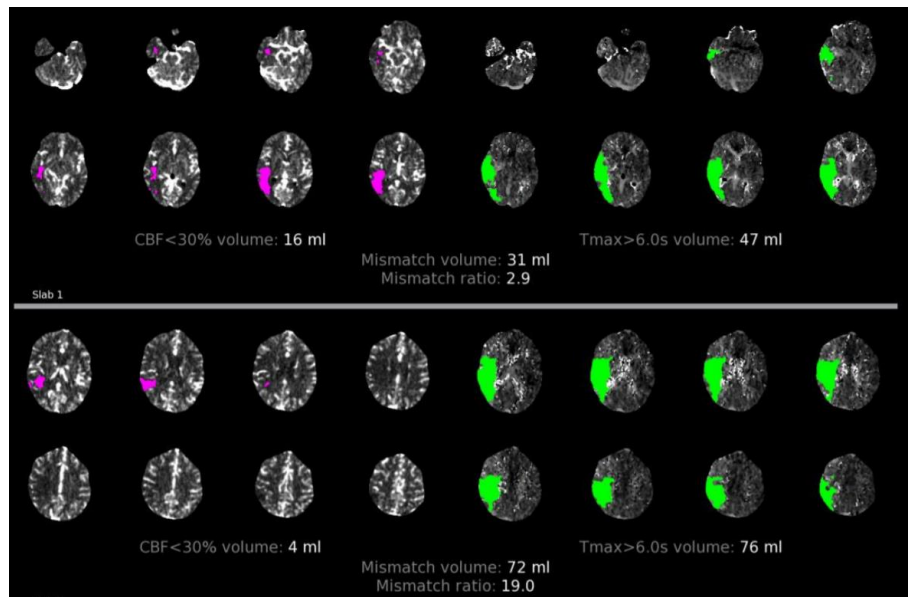 CBF<30% volume: 16 ml
Tmax>6.0s volume: 47 ml
Mismatch volume: 31 ml
Mismatch ratio: 2.9
Slab 1
CBF<30% volume: 4 ml
Tmax>6.0s volume: 76 ml
Mismatch volume: 72 ml
Mismatch ratio: 19.0